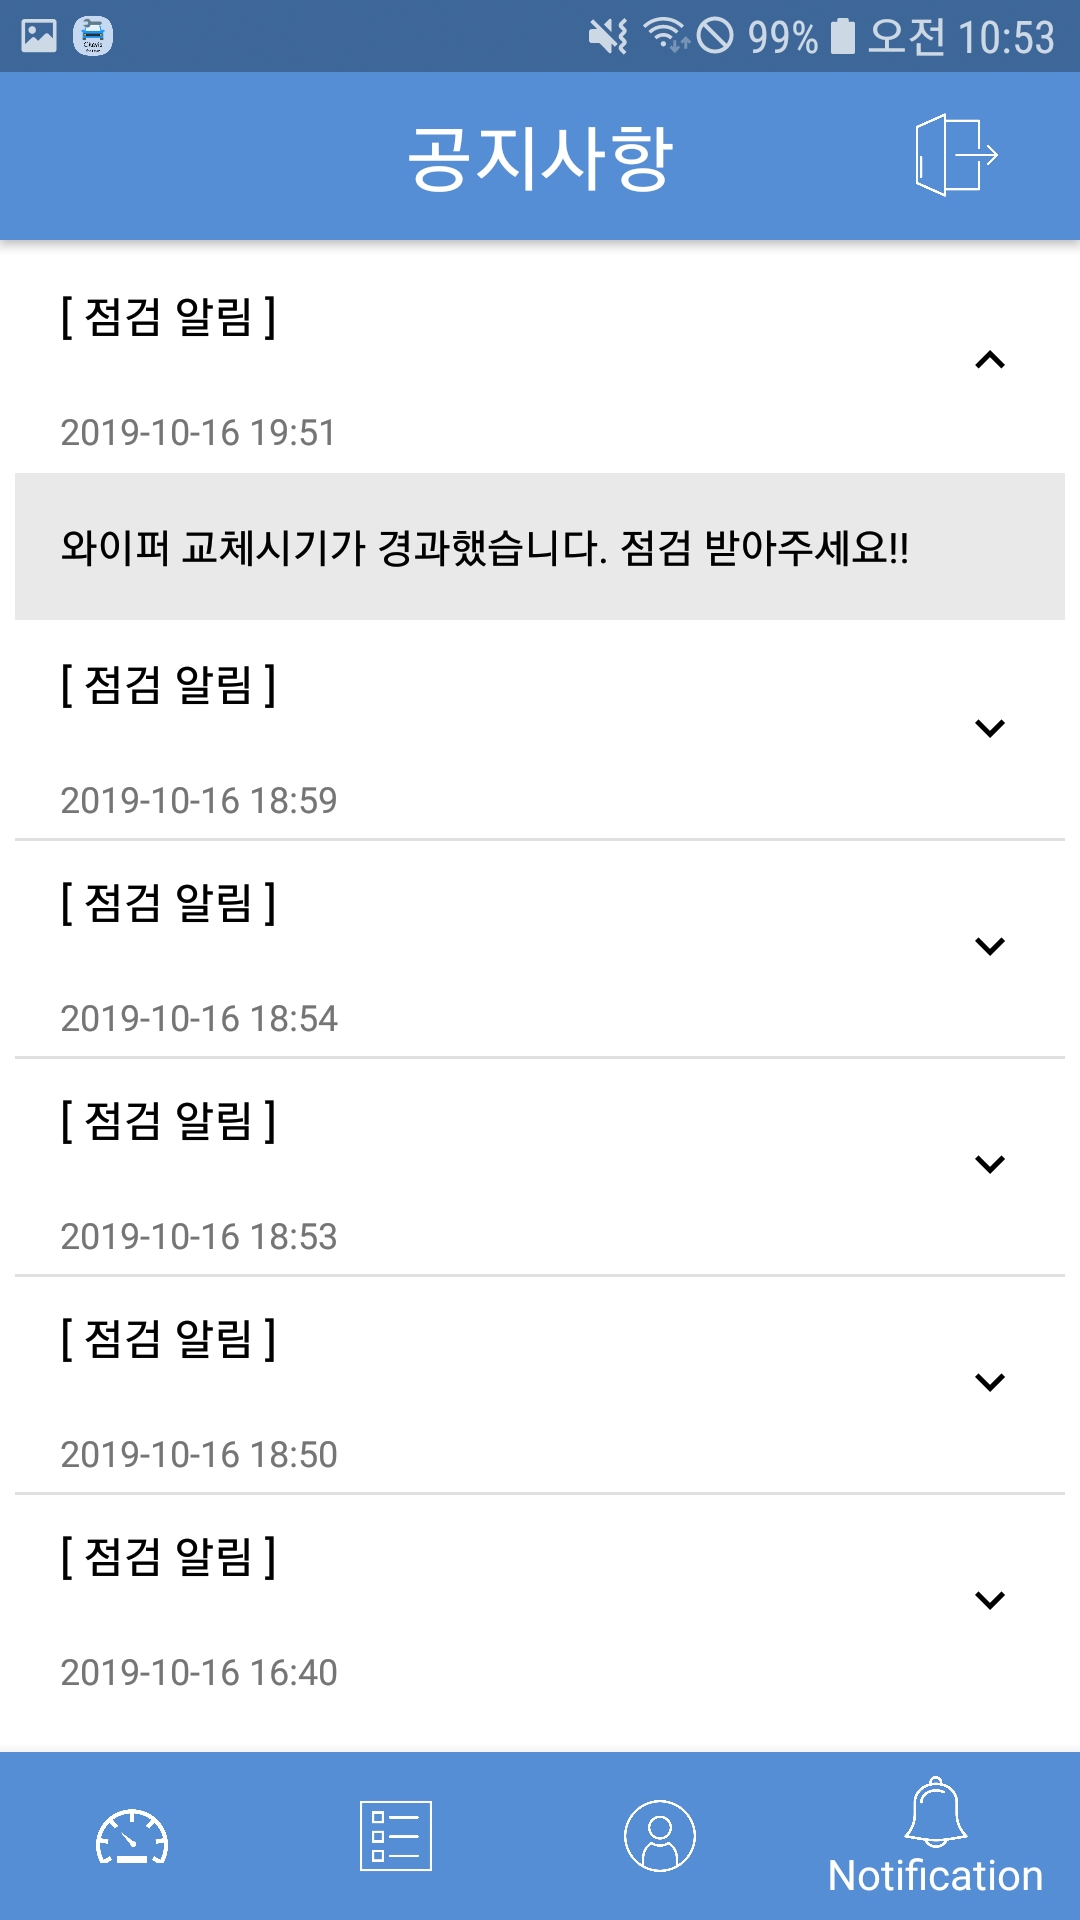 99% 오전 10:53
공지사항
[ 점검 알림 ]
2019-10-16 19:51
와이퍼 교체시기가 경과했습니다. 점검 받아주세요!!
[ 점검 알림 ]
2019-10-16 18:59
[ 점검 알림 ]
2019-10-16 18:54
[ 점검 알림 ]
2019-10-16 18:53
[ 점검 알림 ]
2019-10-16 18:50
[ 점검 알림 ]
2019-10-16 16:40
Notification